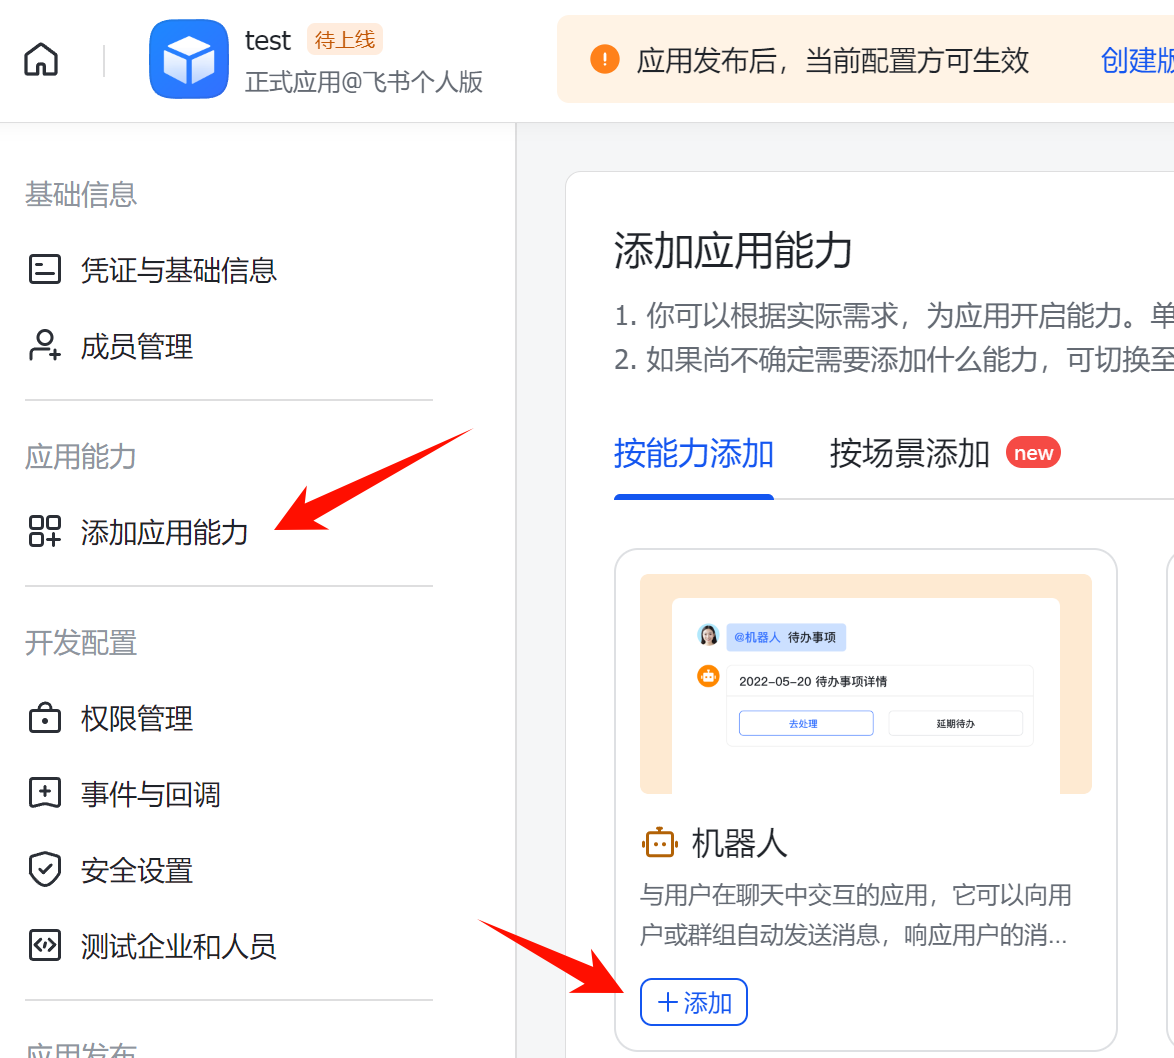 test 待上线
正式应用@飞书个人版
应用发布后，当前配置方可生效
创建版
基础信息
凭证与基础信息
成员管理
应用能力
添加应用能力
开发配置
权限管理
事件与回调
安全设置
测试企业和人员
应用发布
添加应用能力
1. 你可以根据实际需求，为应用开启能力。单
2. 如果尚不确定需要添加什么能力，可切换至
按能力添加 按场景添加 new
@机器人 待办事项
2022-05-20 待办事项详情
去处理 延期待办
机器人
与用户在聊天中交互的应用，它可以向用
户或群组自动发送消息，响应用户的消...
添加